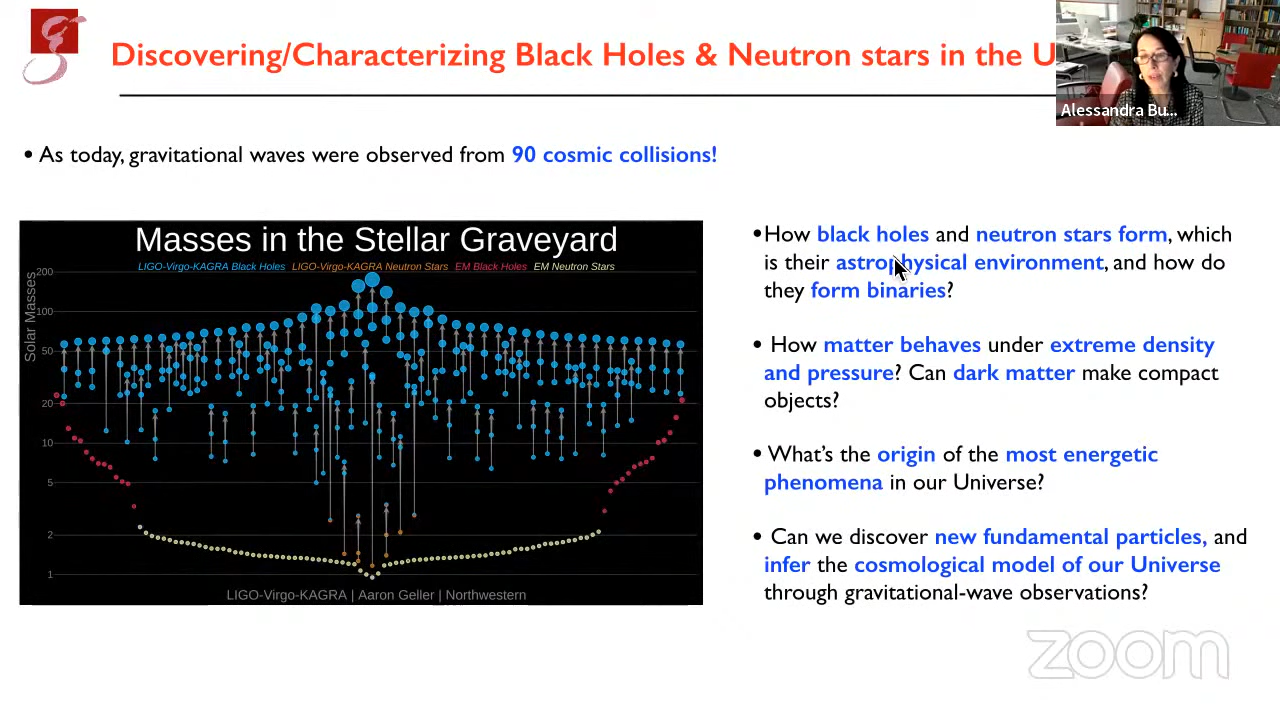 Discovering/Characterizing Black Holes & Neutron stars in the U
Alessandra Bu...
• As today, gravitational waves were observed from 90 cosmic collisions!
Masses in the Stellar Graveyard
LIGO-Virgo-KAGRA Black Holes LIGO-Virgo-KAGRA Neutron Stars EM Black Holes EM Neutron Stars
Solar Masses
200
100
50
20
10
5
2
1
LIGO-Virgo-KAGRA | Aaron Geller | Northwestern
• How black holes and neutron stars form, which
is their astrophysical environment, and how do
they form binaries?
• How matter behaves under extreme density
and pressure? Can dark matter make compact
objects?
• What's the origin of the most energetic
phenomena in our Universe?
• Can we discover new fundamental particles, and
infer the cosmological model of our Universe
through gravitational-wave observations?
zoom